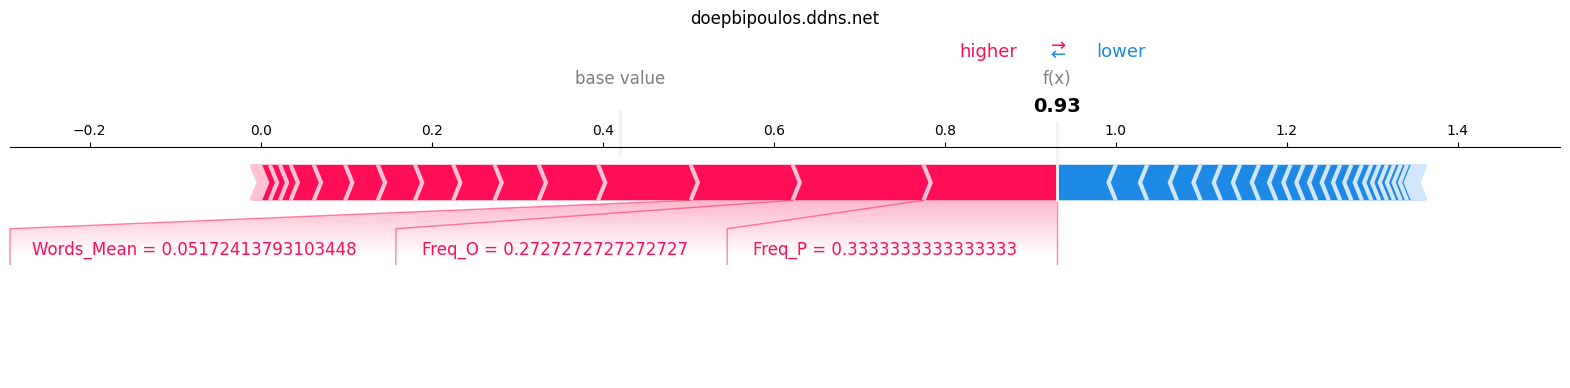 doepbipoulos.ddns.net
higher ⇄ lower
base value f(x)
0.93
−0.2 0.0 0.2 0.4 0.6 0.8 1.0 1.2 1.4
Words_Mean = 0.05172413793103448 Freq_O = 0.2727272727272727 Freq_P = 0.3333333333333333